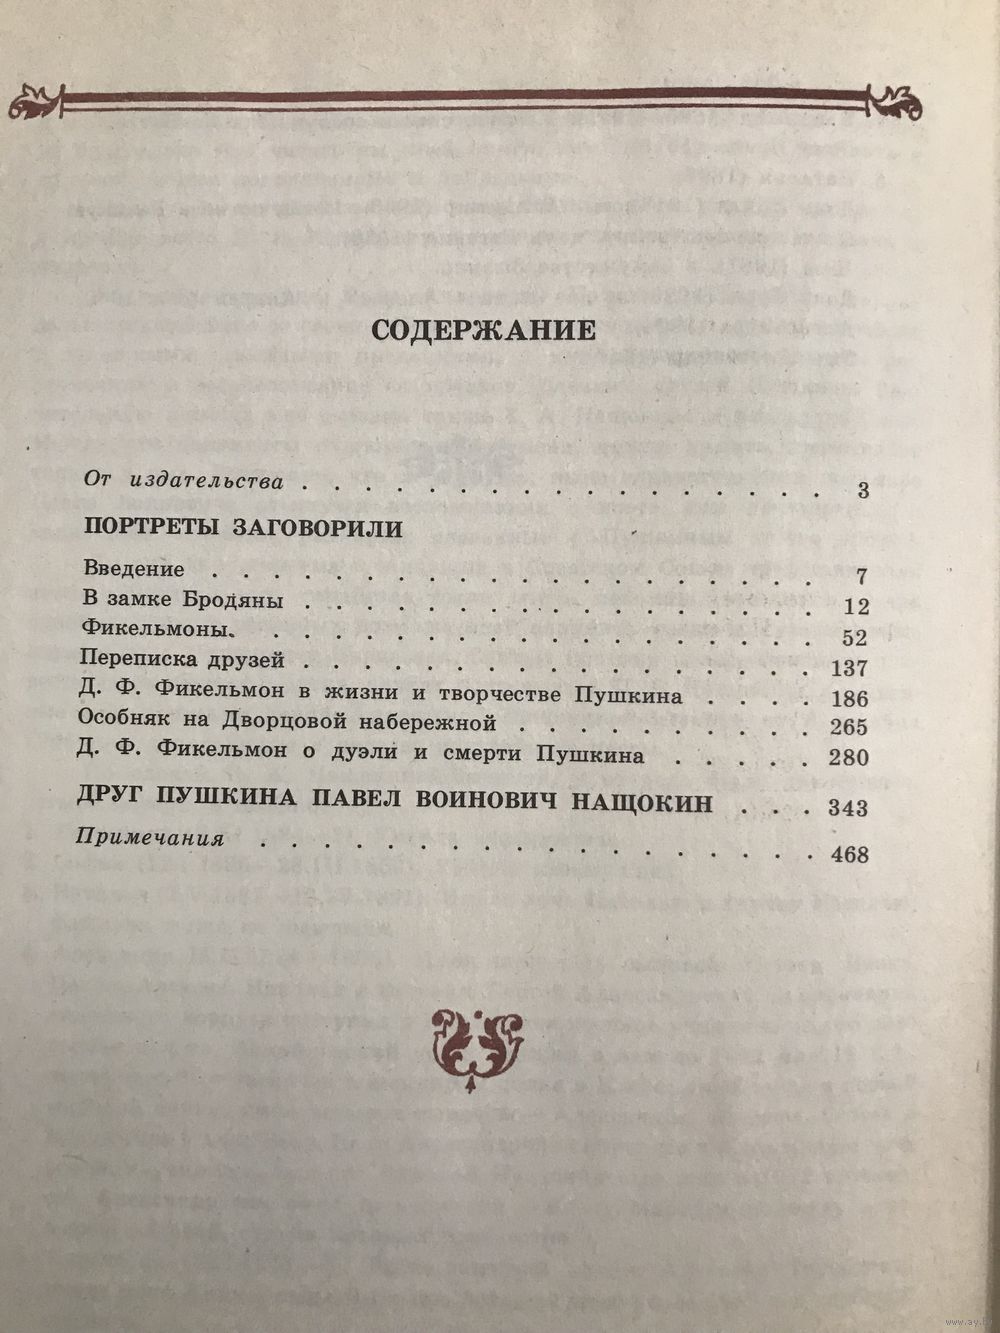 СОДЕРЖАНИЕ
От издательства . . . . . . . . . . . . . . . . . . 3
ПОРТРЕТЫ ЗАГОВОРИЛИ
Введение . . . . . . . . . . . . . . . . . . . . . 7
В замке Бродяны . . . . . . . . . . . . . . . . . . 12
Фикельмоны. . . . . . . . . . . . . . . . . . . . 52
Переписка друзей . . . . . . . . . . . . . . . . . . 137
Д. Ф. Фикельмон в жизни и творчестве Пушкина . . . . 186
Особняк на Дворцовой набережной . . . . . . . . . . 265
Д. Ф. Фикельмон о дуэли и смерти Пушкина . . . . . 280
ДРУГ ПУШКИНА ПАВЕЛ ВОИНОВИЧ НАЩОКИН . . . 343
Примечания . . . . . . . . . . . . . . . . . . 468